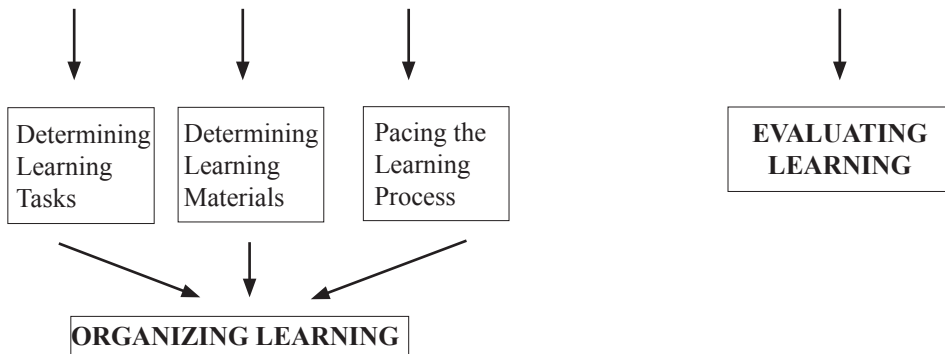 Determining
Learning
Tasks
Determining
Learning
Materials
Pacing the
Learning
Process
EVALUATING
LEARNING
ORGANIZING LEARNING